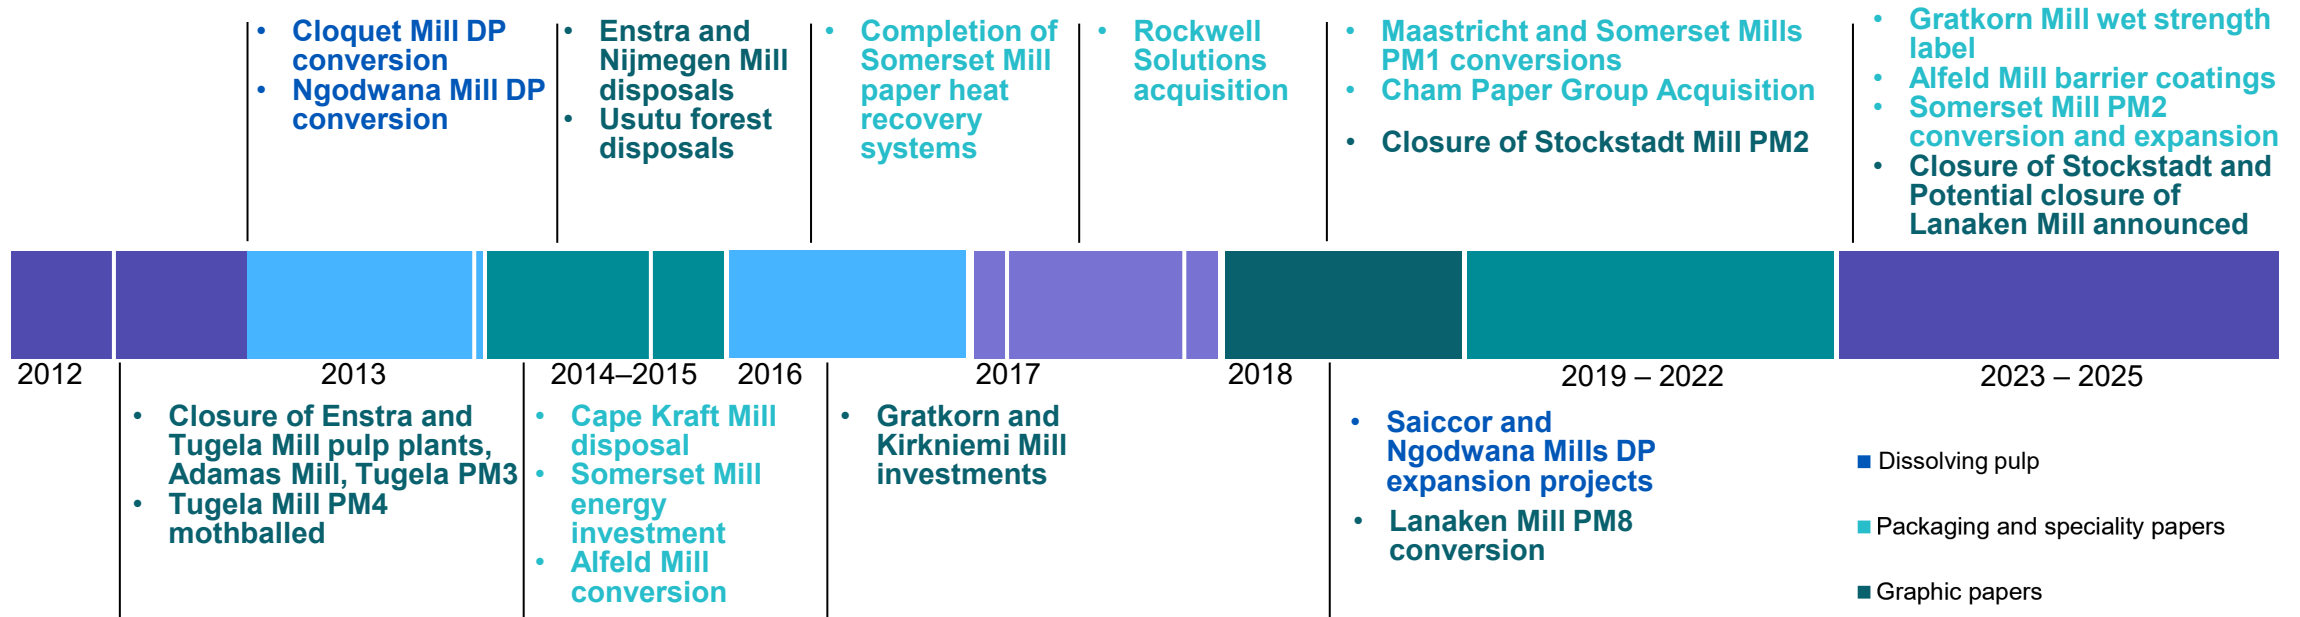 • Cloquet Mill DP
conversion
• Ngodwana Mill DP
conversion
• Enstra and
Nijmegen Mill
disposals
• Usutu forest
disposals
• Completion of
Somerset Mill
paper heat
recovery
systems
• Rockwell
Solutions
acquisition
• Maastricht and Somerset Mills
PM1 conversions
• Cham Paper Group Acquisition
• Closure of Stockstadt Mill PM2
• Gratkorn Mill wet strength
label
• Alfeld Mill barrier coatings
• Somerset Mill PM2
conversion and expansion
• Closure of Stockstadt and
Potential closure of
Lanaken Mill announced
2012
2013
2014–2015
2016
2017
2018
2019 – 2022
2023 – 2025
• Closure of Enstra and
Tugela Mill pulp plants,
Adamas Mill, Tugela PM3
• Tugela Mill PM4
mothballed
• Cape Kraft Mill
disposal
• Somerset Mill
energy
investment
• Alfeld Mill
conversion
• Gratkorn and
Kirkniemi Mill
investments
• Saiccor and
Ngodwana Mills DP
expansion projects
• Lanaken Mill PM8
conversion
Dissolving pulp
Packaging and speciality papers
Graphic papers